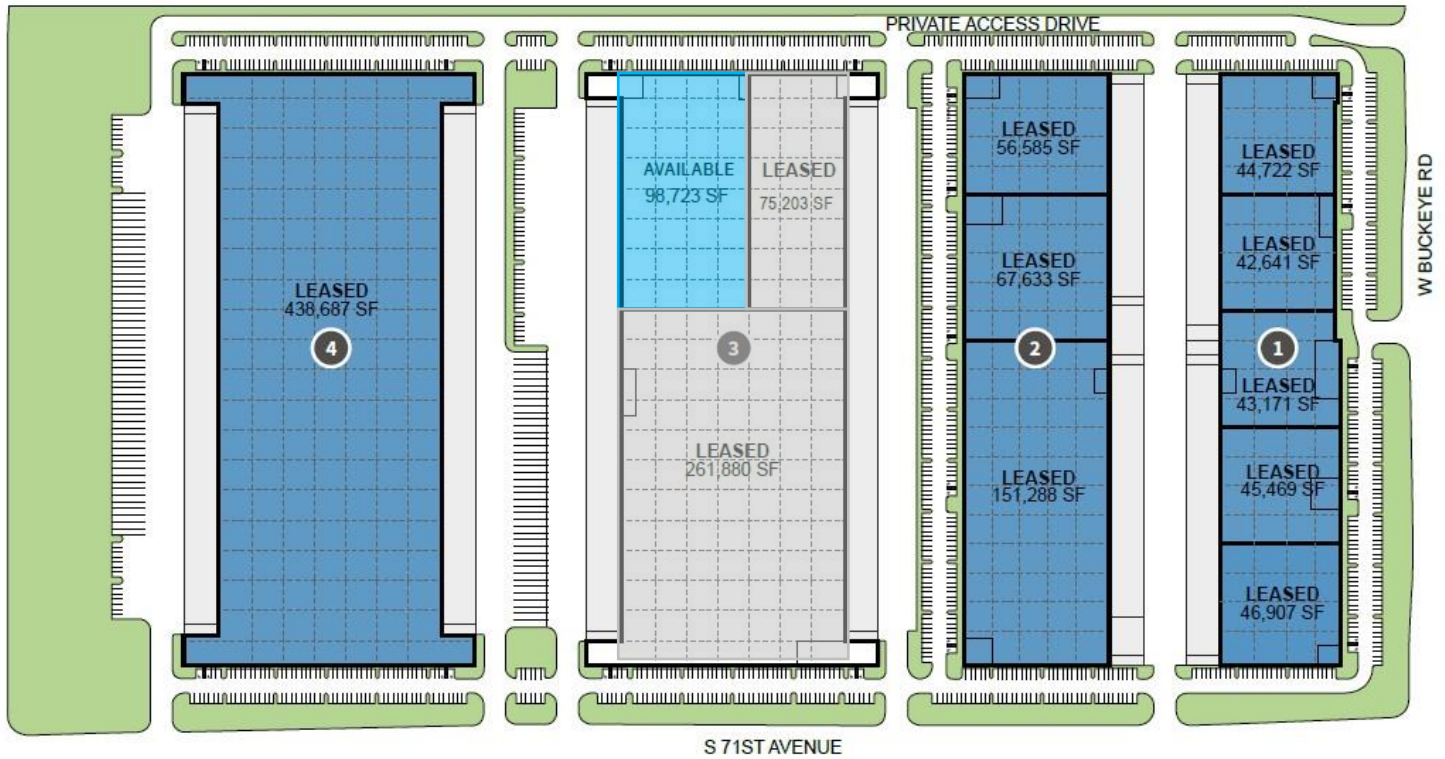 PRIVATE ACCESS DRIVE
LEASED
438,687 SF
4
AVAILABLE
98,723 SF
LEASED
75,203 SF
3
LEASED
261,880 SF
LEASED
56,585 SF
LEASED
67,633 SF
2
LEASED
151,288 SF
LEASED
44,722 SF
LEASED
42,641 SF
1
LEASED
43,171 SF
LEASED
45,469 SF
LEASED
46,907 SF
W BUCKEYE RD
S 71ST AVENUE